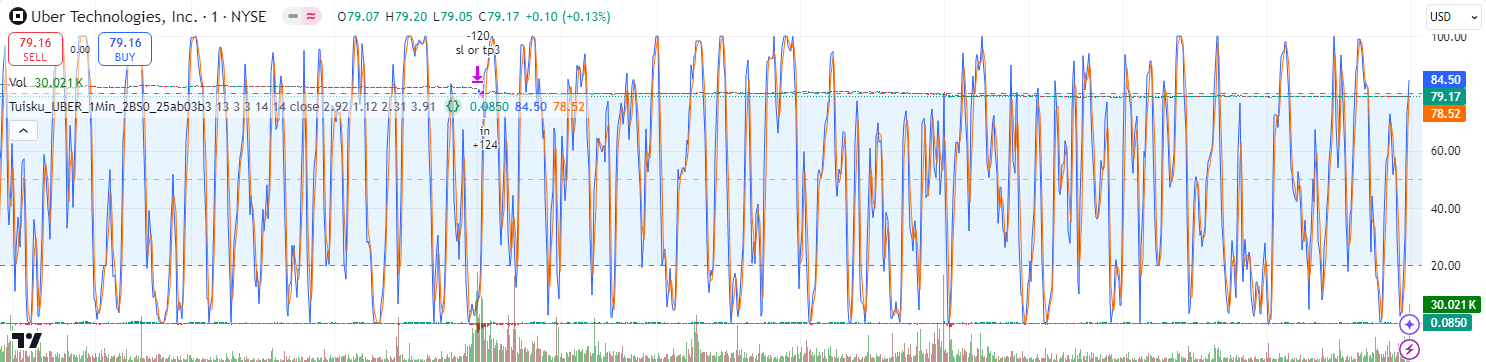 Uber Technologies, Inc. · 1 · NYSE O79.07 H79.20 L79.05 C79.17 +0.10 (+0.13%)
USD
79.16
SELL
0.00
79.16
BUY
-120
sl or tp3
Vol 30.021 K
Tuisku_UBER_1Min_2BS0_25ab03b3 13 3 3 14 14 close 2.92 1.12 2.31 3.91 0.0850 84.50 78.52
in
+124
100.00
84.50
79.17
78.52
60.00
40.00
20.00
30.021 K
0.0850